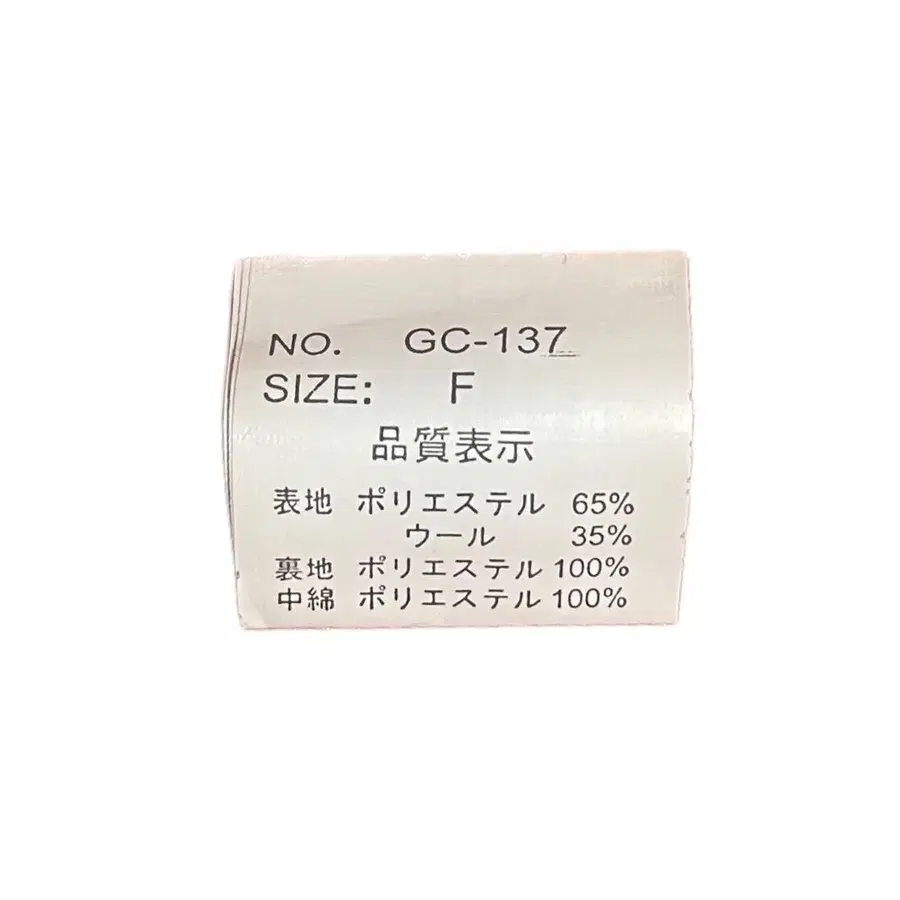 NO. GC-137
SIZE: F
品質表示
表地 ポリエステル 65%
ウール 35%
裏地 ポリエステル 100%
中綿 ポリエステル 100%